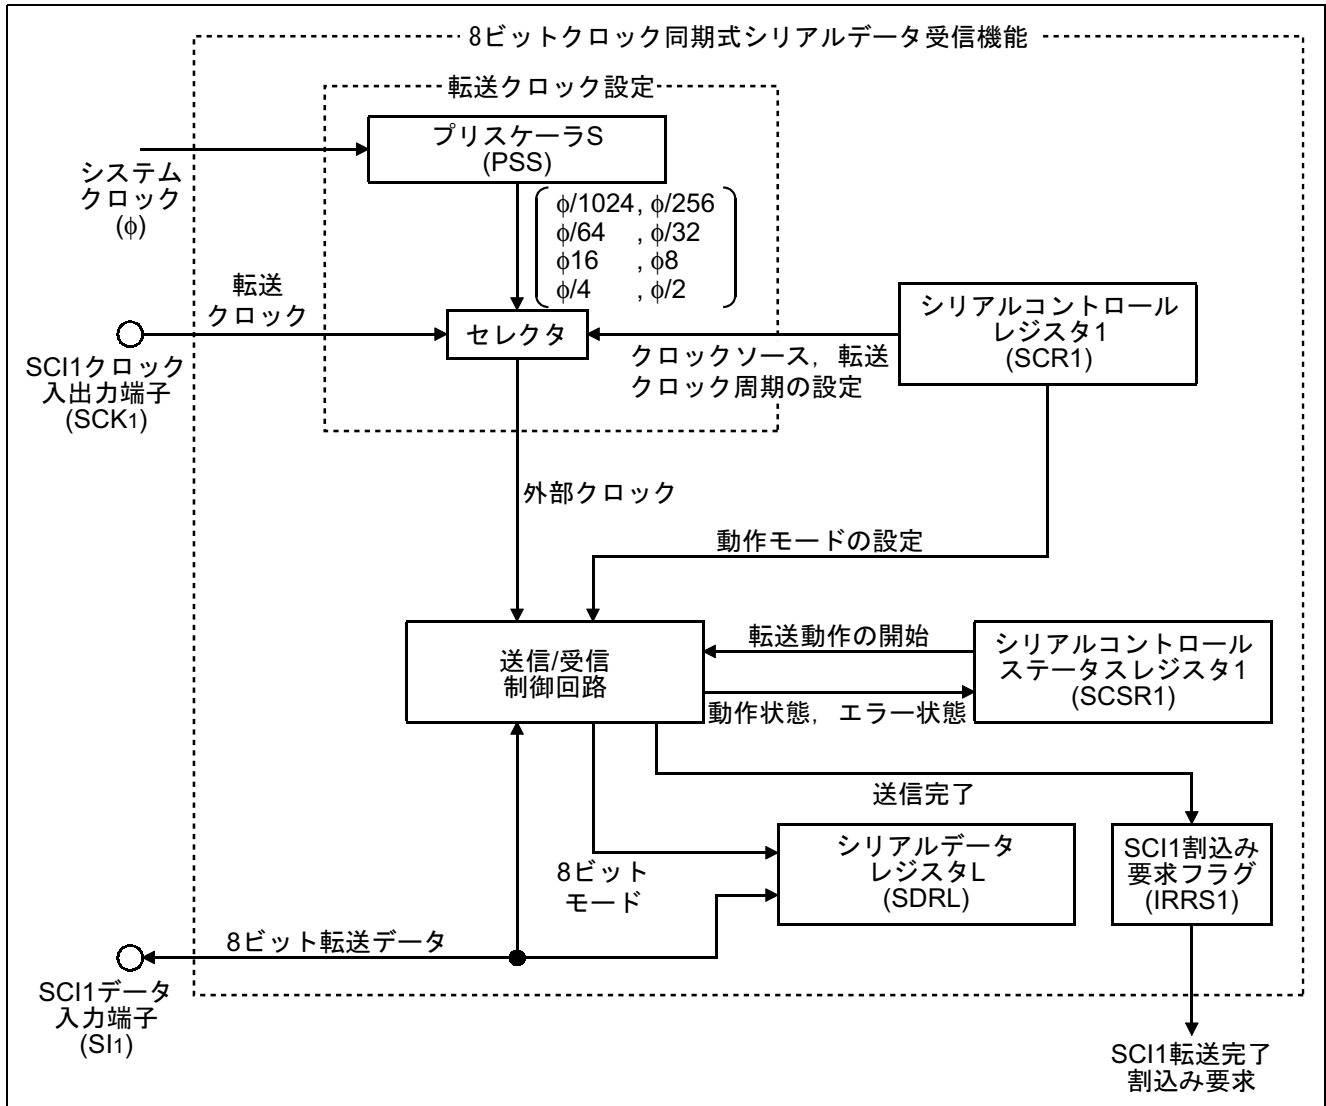 8ビットクロック同期式シリアルデータ受信機能
転送クロック設定
プリスケーラS
(PSS)
システム
クロック
(ϕ)
ϕ/1024, ϕ/256
ϕ/64 , ϕ/32
ϕ16 , ϕ8
ϕ/4 , ϕ/2
転送
クロック
セレクタ
シリアルコントロール
レジスタ1
(SCR1)
クロックソース，転送
クロック周期の設定
SCI1クロック
入出力端子
(SCK1)
外部クロック
動作モードの設定
送信/受信
制御回路
転送動作の開始
動作状態，エラー状態
シリアルコントロール
ステータスレジスタ1
(SCSR1)
送信完了
8ビット
モード
シリアルデータ
レジスタL
(SDRL)
SCI1割込み
要求フラグ
(IRRS1)
8ビット転送データ
SCI1データ
入力端子
(SI1)
SCI1転送完了
割込み要求